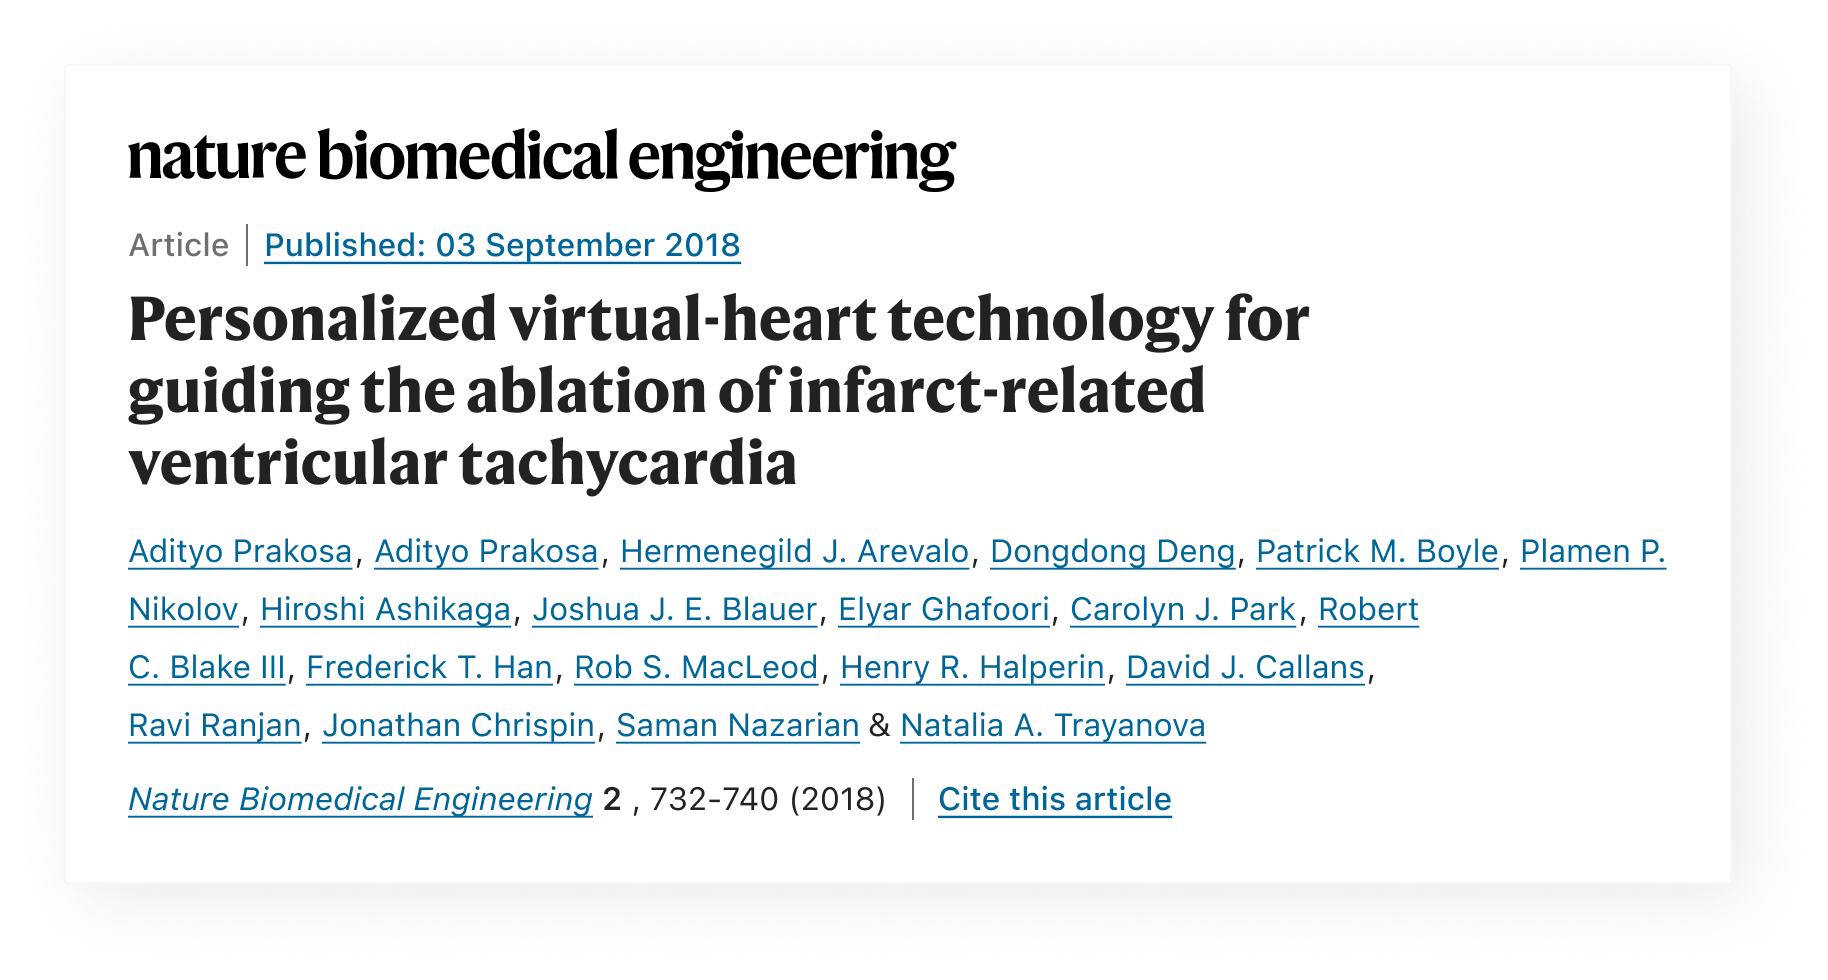 nature biomedical engineering
Article | Published: 03 September 2018
Personalized virtual-heart technology for
guiding the ablation of infarct-related
ventricular tachycardia
Adityo Prakosa, Adityo Prakosa, Hermenegild J. Arevalo, Dongdong Deng, Patrick M. Boyle, Plamen P.
Nikolov, Hiroshi Ashikaga, Joshua J. E. Blauer, Elyar Ghafoori, Carolyn J. Park, Robert
C. Blake III, Frederick T. Han, Rob S. MacLeod, Henry R. Halperin, David J. Callans,
Ravi Ranjan, Jonathan Chrispin, Saman Nazarian & Natalia A. Trayanova
Nature Biomedical Engineering 2 , 732-740 (2018) | Cite this article